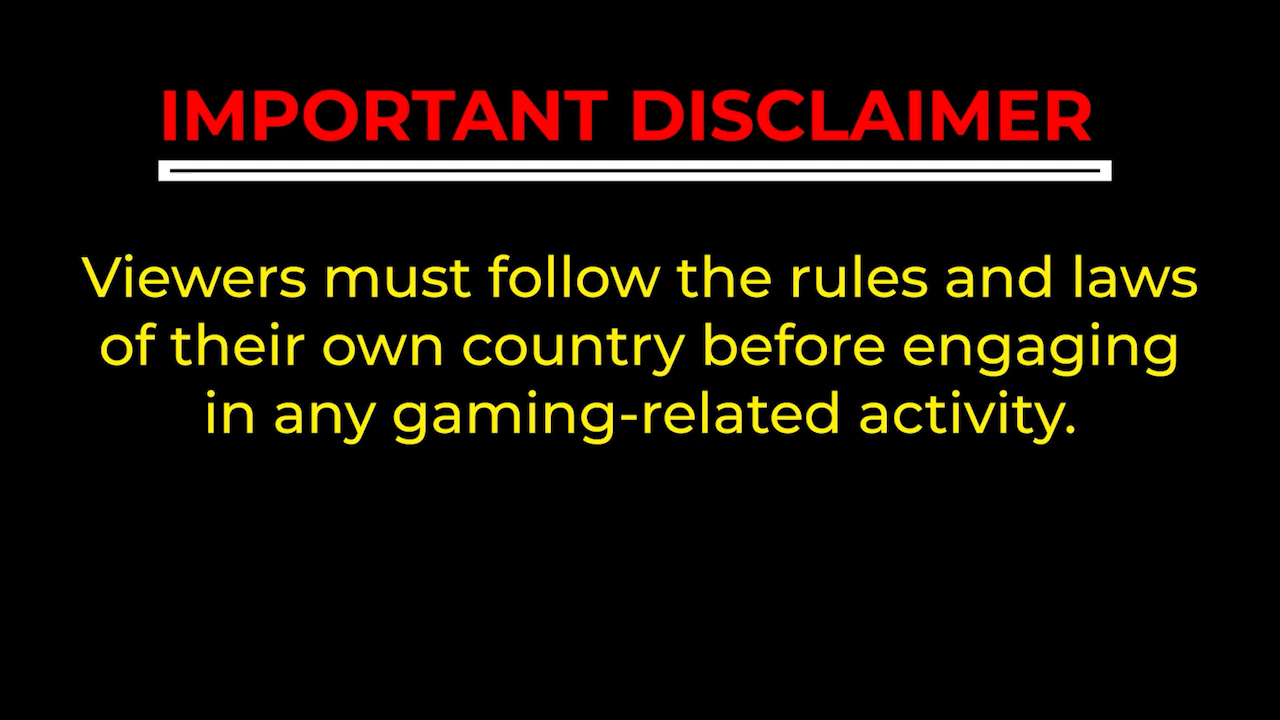 IMPORTANT DISCLAIMER
Viewers must follow the rules and laws
of their own country before engaging
in any gaming-related activity.